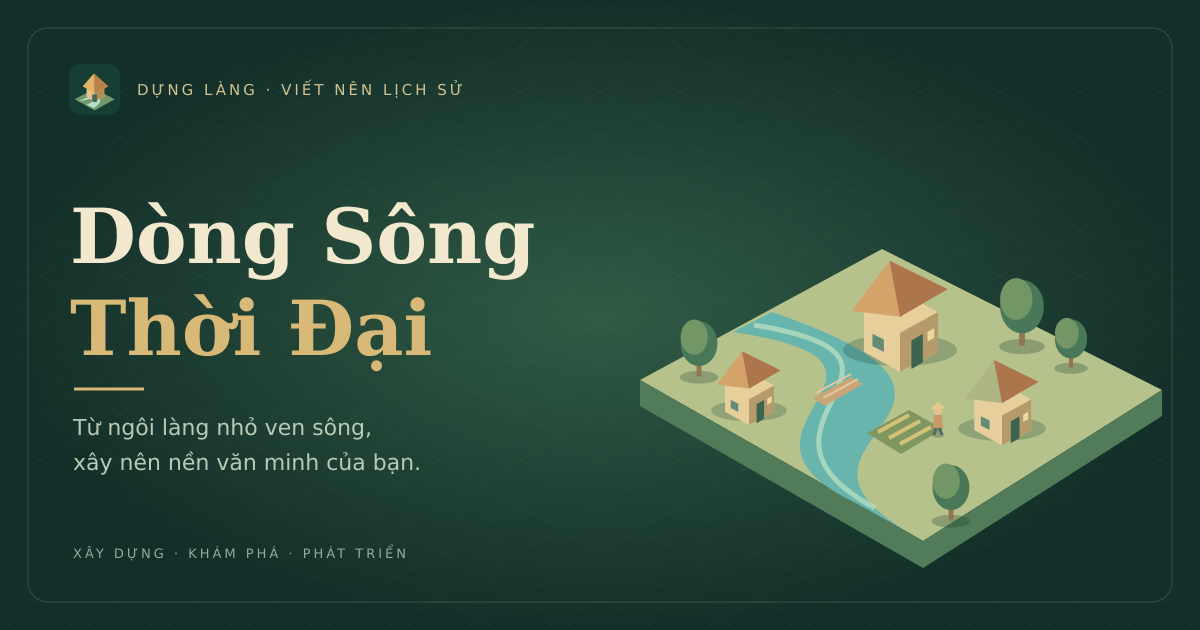 DỰNG LÀNG · VIẾT NÊN LỊCH SỬ
Dòng Sông
Thời Đại
Từ ngôi làng nhỏ ven sông,
xây nên nền văn minh của bạn.
XÂY DỰNG · KHÁM PHÁ · PHÁT TRIỂN